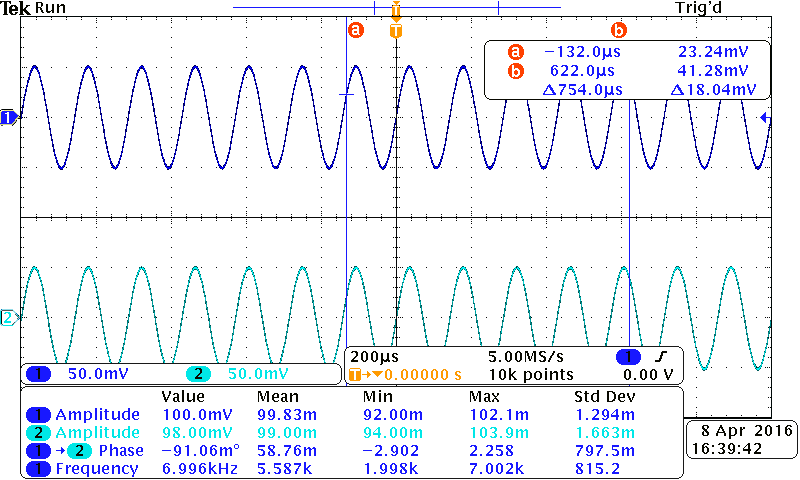 Tek Run Trig'd
T
a T b
a −132.0µs 23.24mV
b 622.0µs 41.28mV
Δ754.0µs Δ18.04mV
1
2
1 50.0mV 2 50.0mV
200µs 5.00MS/s 1
T→▼0.00000 s 10k points 0.00 V
Value Mean Min Max Std Dev
1 Amplitude 100.0mV 99.83m 92.00m 102.1m 1.294m
2 Amplitude 98.00mV 99.00m 94.00m 103.9m 1.663m
1 → 2 Phase −91.06m° 58.76m −2.902 2.258 797.5m
1 Frequency 6.996kHz 5.587k 1.998k 7.002k 815.2
8 Apr 2016
16:39:42